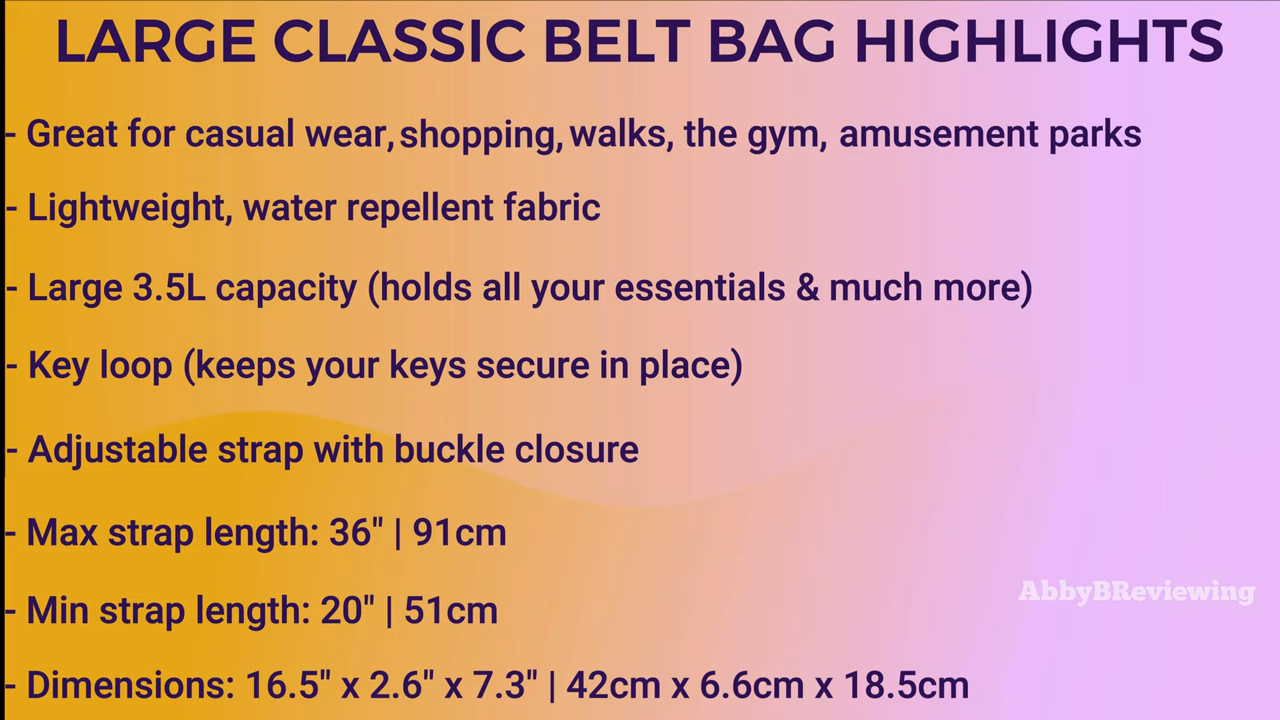 LARGE CLASSIC BELT BAG HIGHLIGHTS
- Great for casual wear, shopping, walks, the gym, amusement parks
- Lightweight, water repellent fabric
- Large 3.5L capacity (holds all your essentials & much more)
- Key loop (keeps your keys secure in place)
- Adjustable strap with buckle closure
- Max strap length: 36" | 91cm
AbbyBReviewing
- Min strap length: 20" | 51cm
- Dimensions: 16.5" x 2.6" x 7.3" | 42cm x 6.6cm x 18.5cm